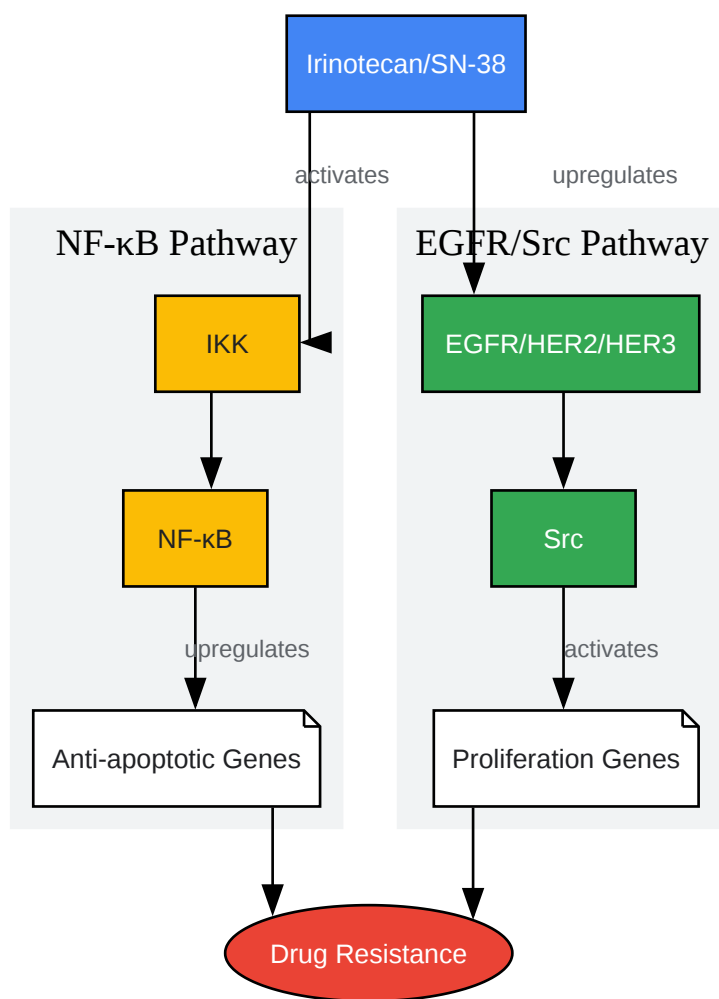 Irinotecan/SN-38
activates
upregulates
NF-κB Pathway
EGFR/Src Pathway
IKK
EGFR/HER2/HER3
NF-κB
Src
upregulates
activates
Anti-apoptotic Genes
Proliferation Genes
Drug Resistance